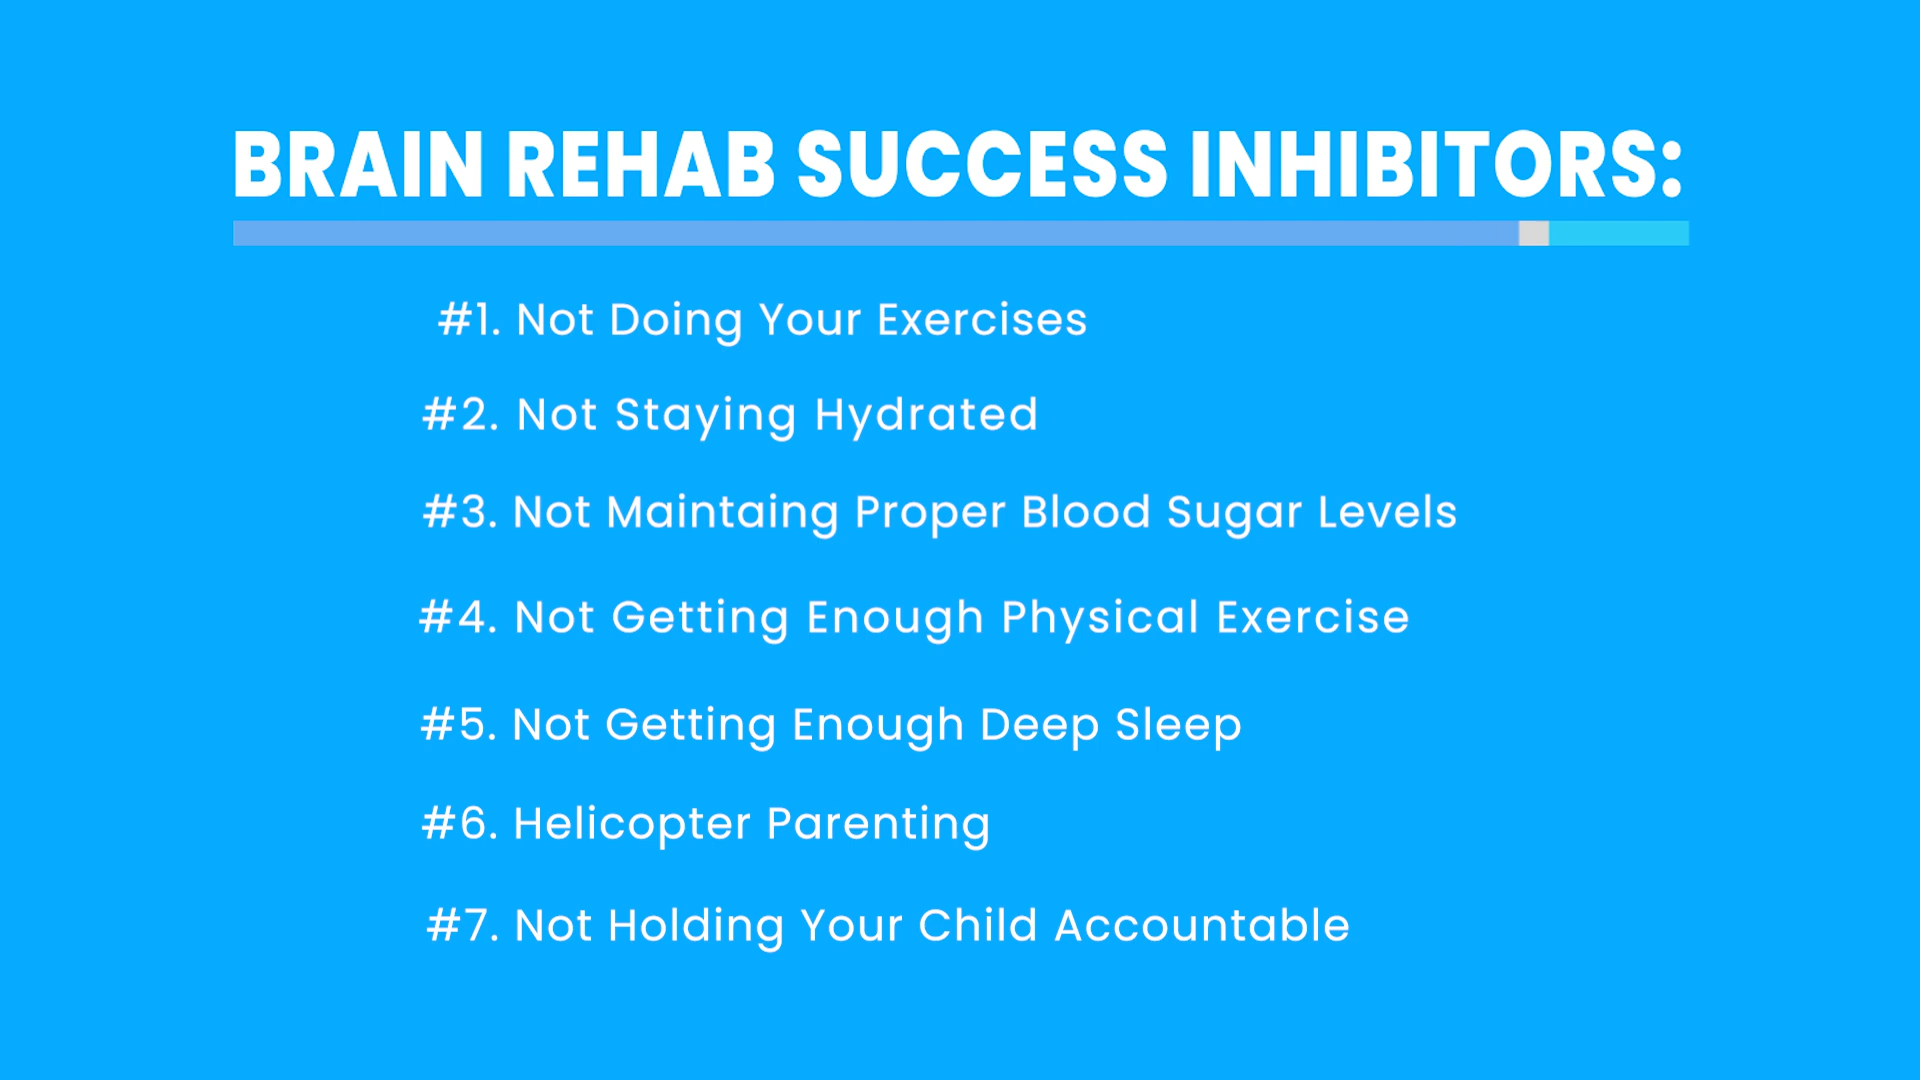 BRAIN REHAB SUCCESS INHIBITORS:
#1. Not Doing Your Exercises
#2. Not Staying Hydrated
#3. Not Maintaing Proper Blood Sugar Levels
#4. Not Getting Enough Physical Exercise
#5. Not Getting Enough Deep Sleep
#6. Helicopter Parenting
#7. Not Holding Your Child Accountable